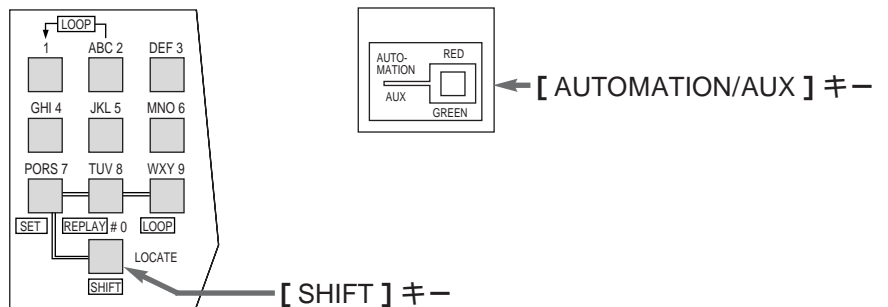 LOOP
1 ABC 2 DEF 3
GHI 4 JKL 5 MNO 6
PORS 7 TUV 8 WXY 9
SET REPLAY # 0 LOOP
LOCATE
SHIFT
[ SHIFT ] キー
AUTO-
MATION
RED
AUX
GREEN
[ AUTOMATION/AUX ] キー